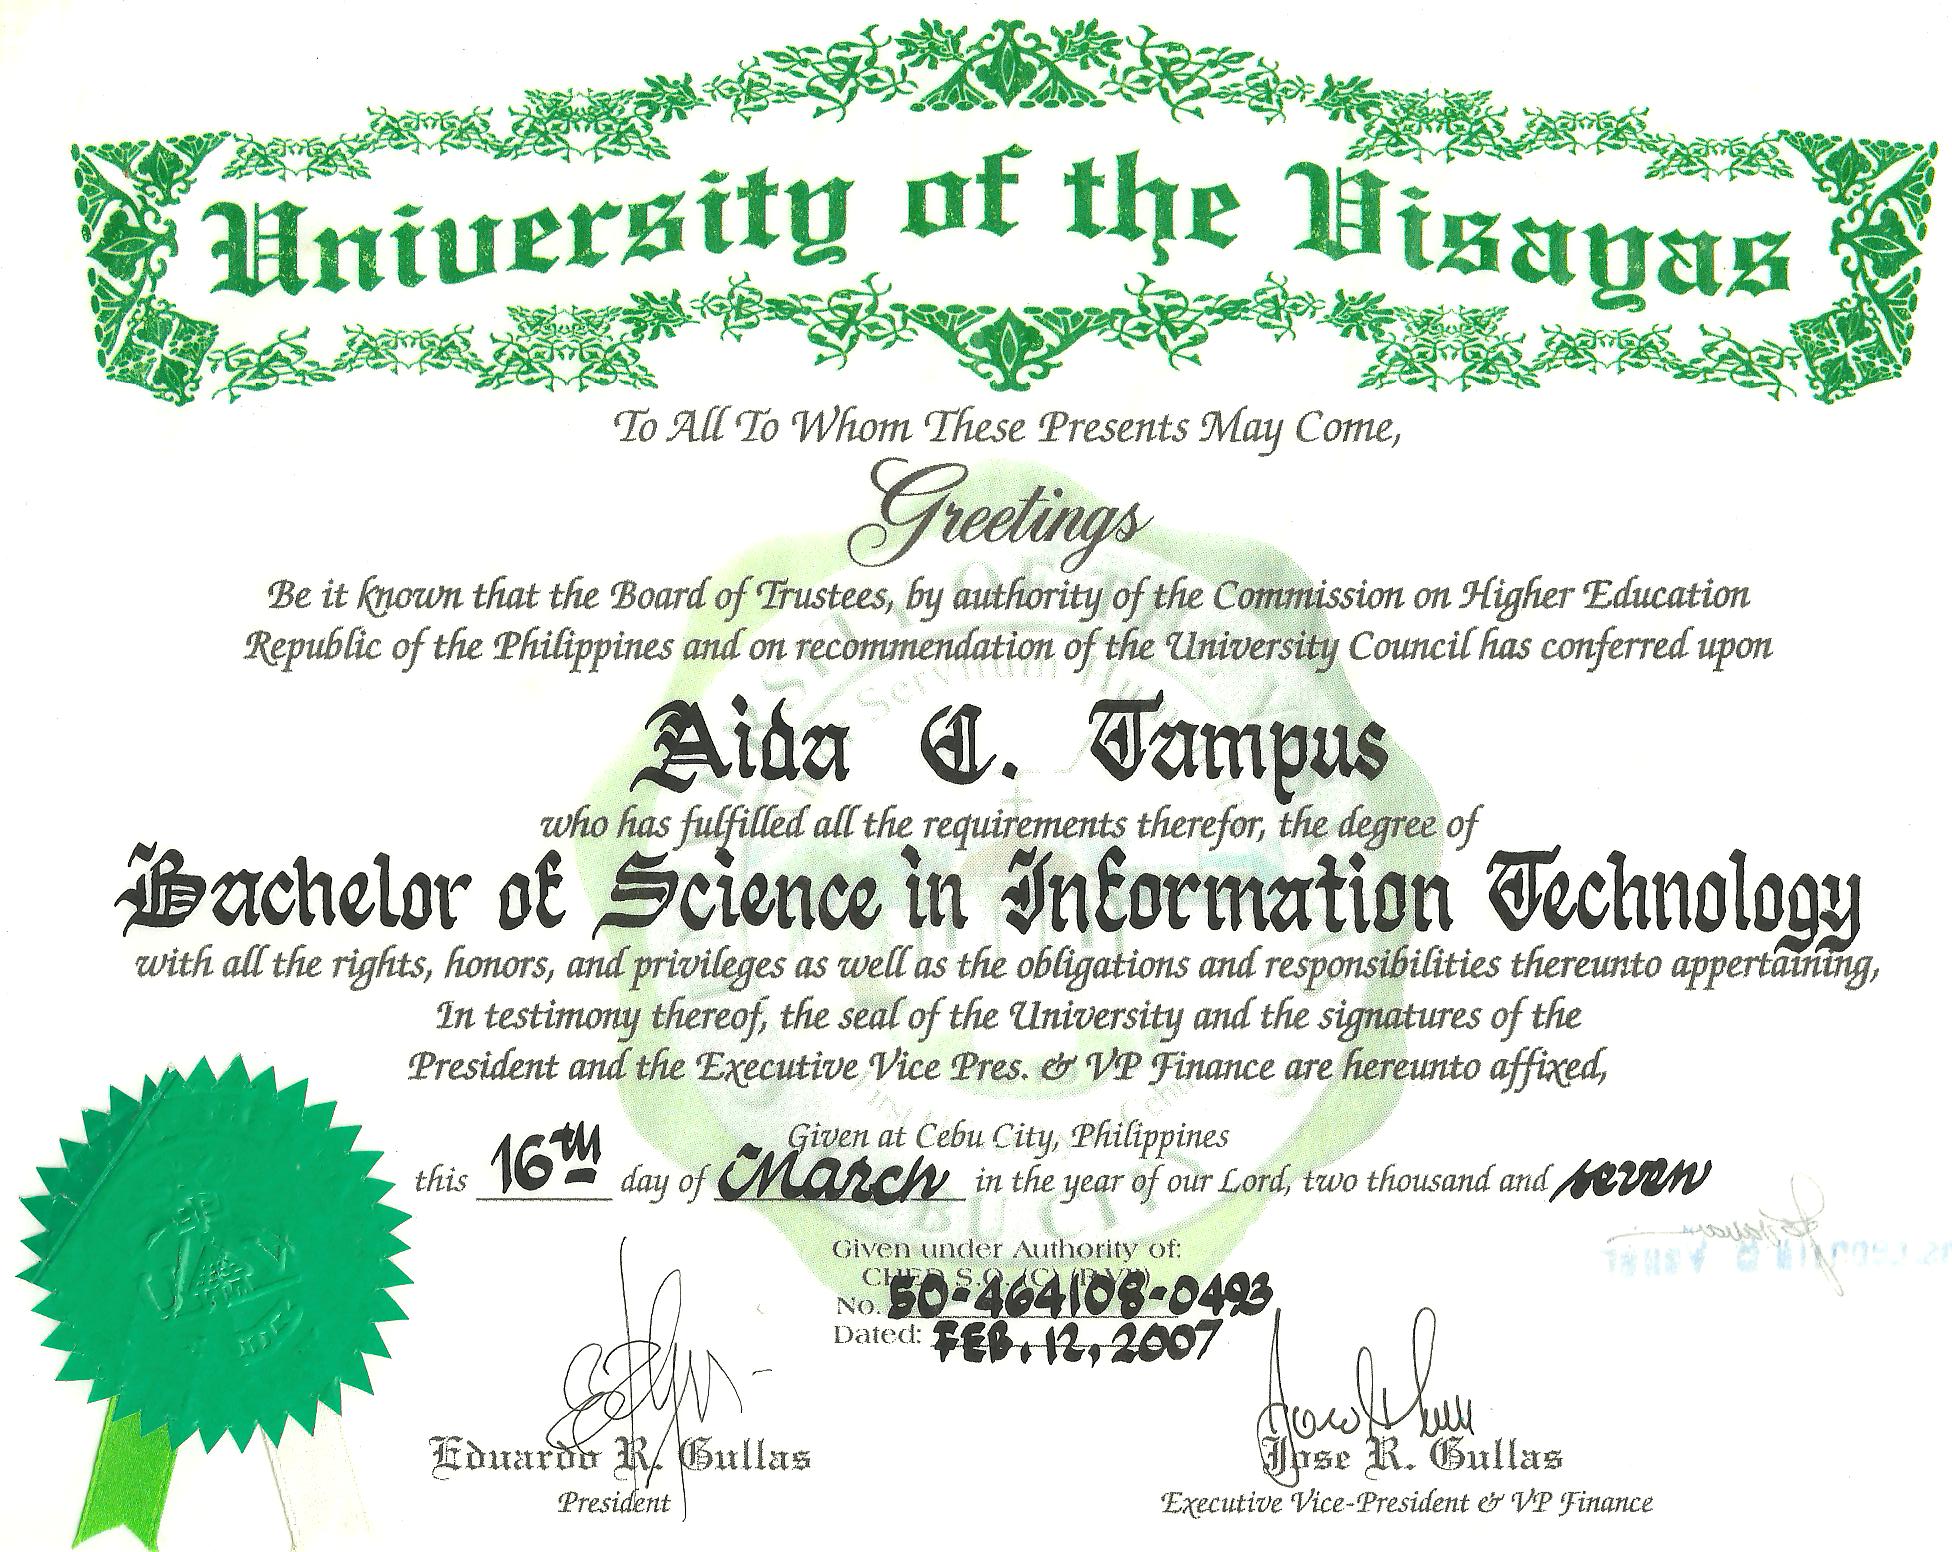 University of the Visayas
To All To Whom These Presents May Come,
Greetings
Be it known that the Board of Trustees, by authority of the Commission on Higher Education
Republic of the Philippines and on recommendation of the University Council has conferred upon
Aida C. Tampus
who has fulfilled all the requirements therefor, the degree of
Bachelor of Science in Information Technology
with all the rights, honors, and privileges as well as the obligations and responsibilities thereunto appertaining,
In testimony thereof, the seal of the University and the signatures of the
President and the Executive Vice Pres. & VP Finance are hereunto affixed,
Given at Cebu City, Philippines
this 16th day of March in the year of our Lord, two thousand and seven
Given under Authority of:
CHED S.O. (C) (R.VII)
No. 50-464108-0493
Dated: FEB. 12, 2007
Eduardo R. Gullas
President
Jose R. Gullas
Executive Vice-President & VP Finance